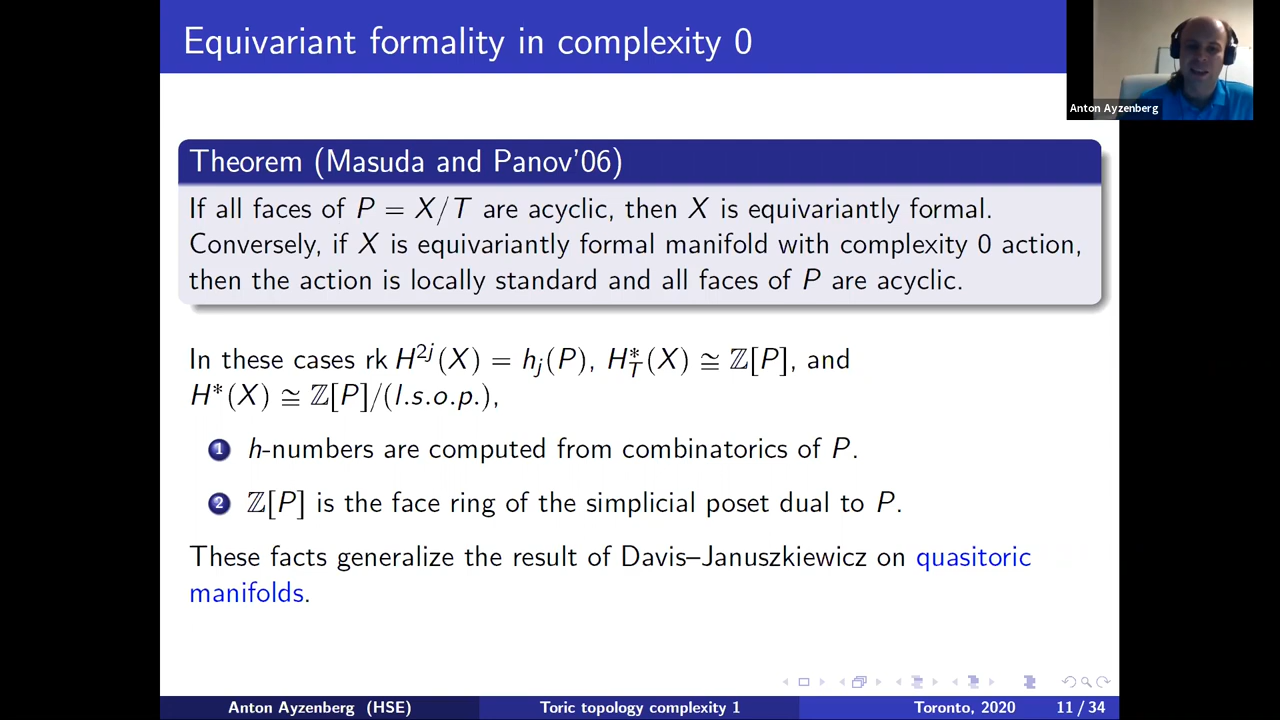 Equivariant formality in complexity 0
Anton Ayzenberg
Theorem (Masuda and Panov'06)
If all faces of P = X/T are acyclic, then X is equivariantly formal.
Conversely, if X is equivariantly formal manifold with complexity 0 action,
then the action is locally standard and all faces of P are acyclic.
In these cases rk H^{2j}(X) = h_j(P), H_T^*(X) ≅ ℤ[P], and
H^*(X) ≅ ℤ[P]/(l.s.o.p.),
1 h-numbers are computed from combinatorics of P.
2 ℤ[P] is the face ring of the simplicial poset dual to P.
These facts generalize the result of Davis–Januszkiewicz on quasitoric
manifolds.
Anton Ayzenberg (HSE) Toric topology complexity 1 Toronto, 2020 11 / 34